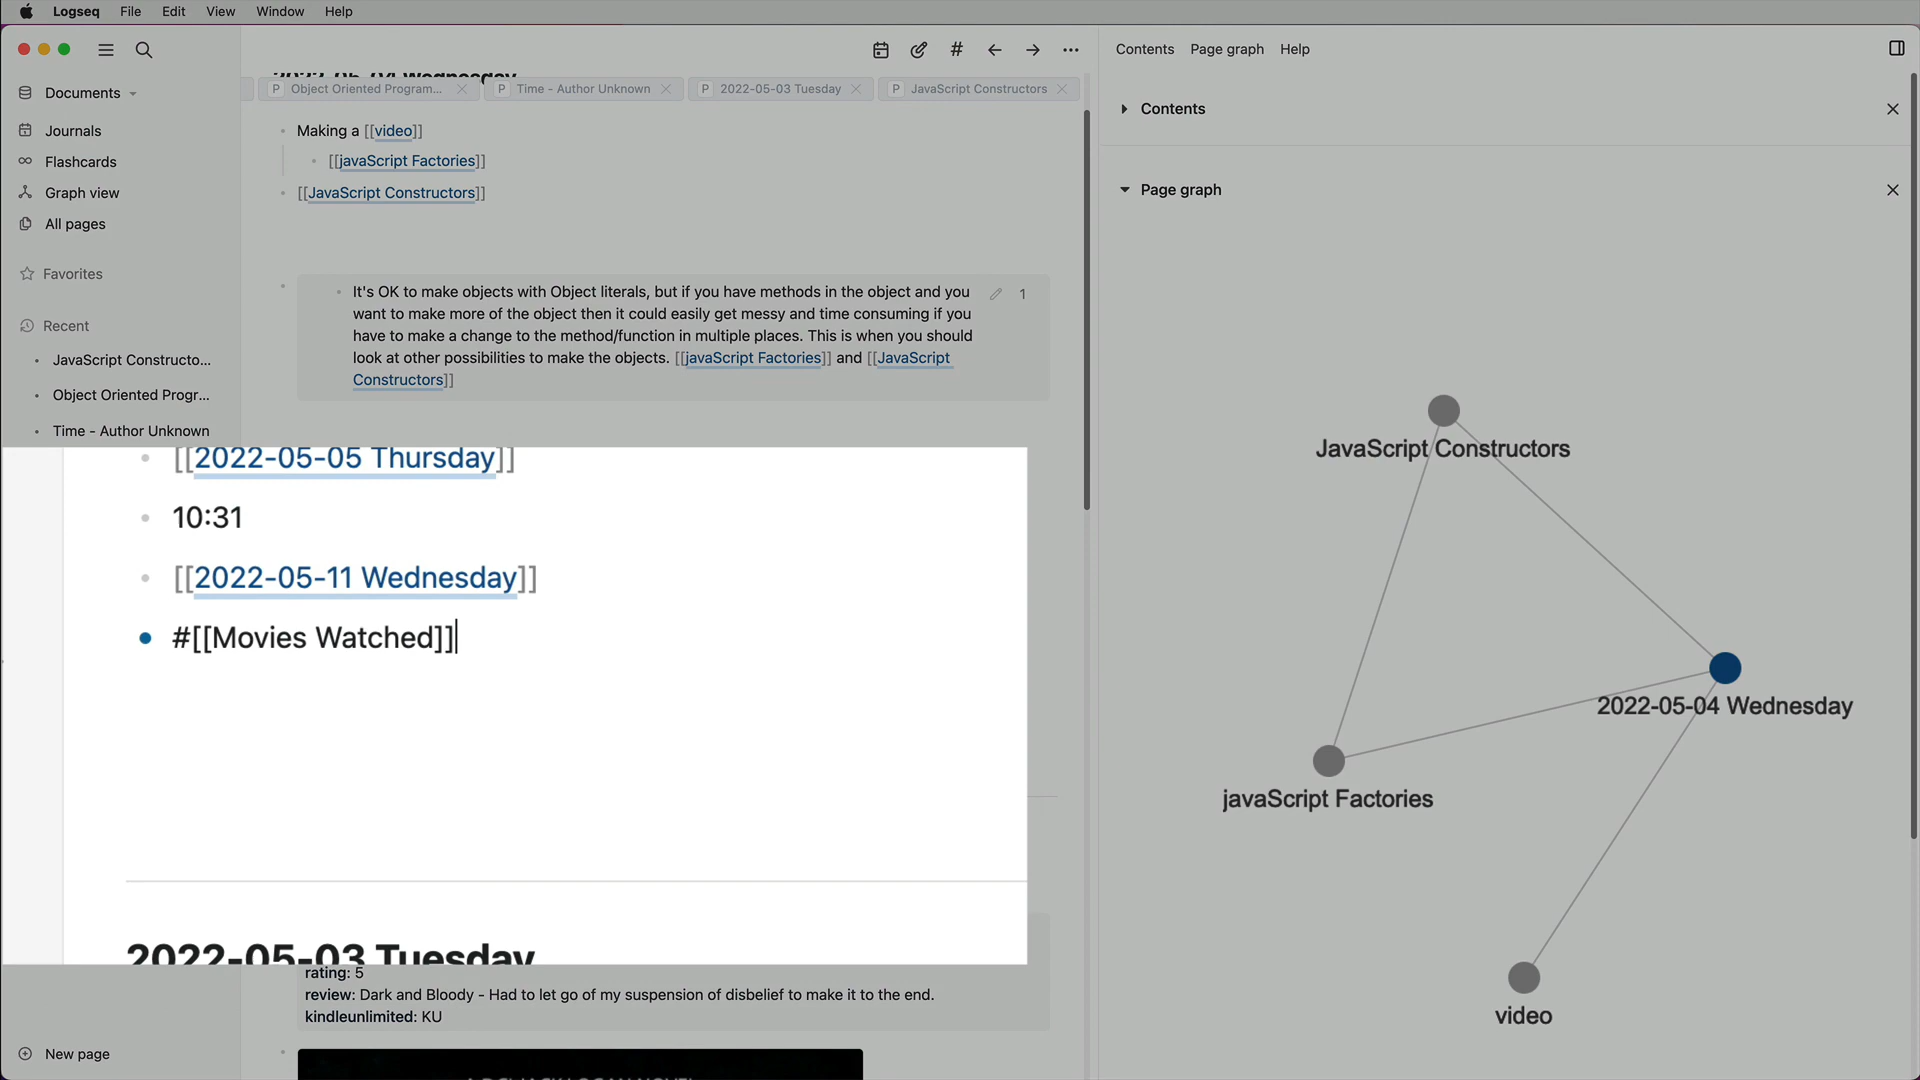 Logseq File Edit View Window Help
Contents Page graph Help
2022-05-04 Wednesday
P Object Oriented Program... P Time - Author Unknown P 2022-05-03 Tuesday P JavaScript Constructors
Documents
Journals
Flashcards
Graph view
All pages
Favorites
Recent
JavaScript Constructo...
Object Oriented Progr...
Time - Author Unknown
New page
Making a [[video]]
[[javaScript Factories]]
[[JavaScript Constructors]]
It's OK to make objects with Object literals, but if you have methods in the object and you
want to make more of the object then it could easily get messy and time consuming if you
have to make a change to the method/function in multiple places. This is when you should
look at other possibilities to make the objects. [[javaScript Factories]] and [[JavaScript
Constructors]]
1
[[2022-05-05 Thursday]]
10:31
[[2022-05-11 Wednesday]]
#[[Movies Watched]]
2022-05-03 Tuesday
rating: 5
review: Dark and Bloody - Had to let go of my suspension of disbelief to make it to the end.
kindleunlimited: KU
Contents
Page graph
JavaScript Constructors
2022-05-04 Wednesday
javaScript Factories
video